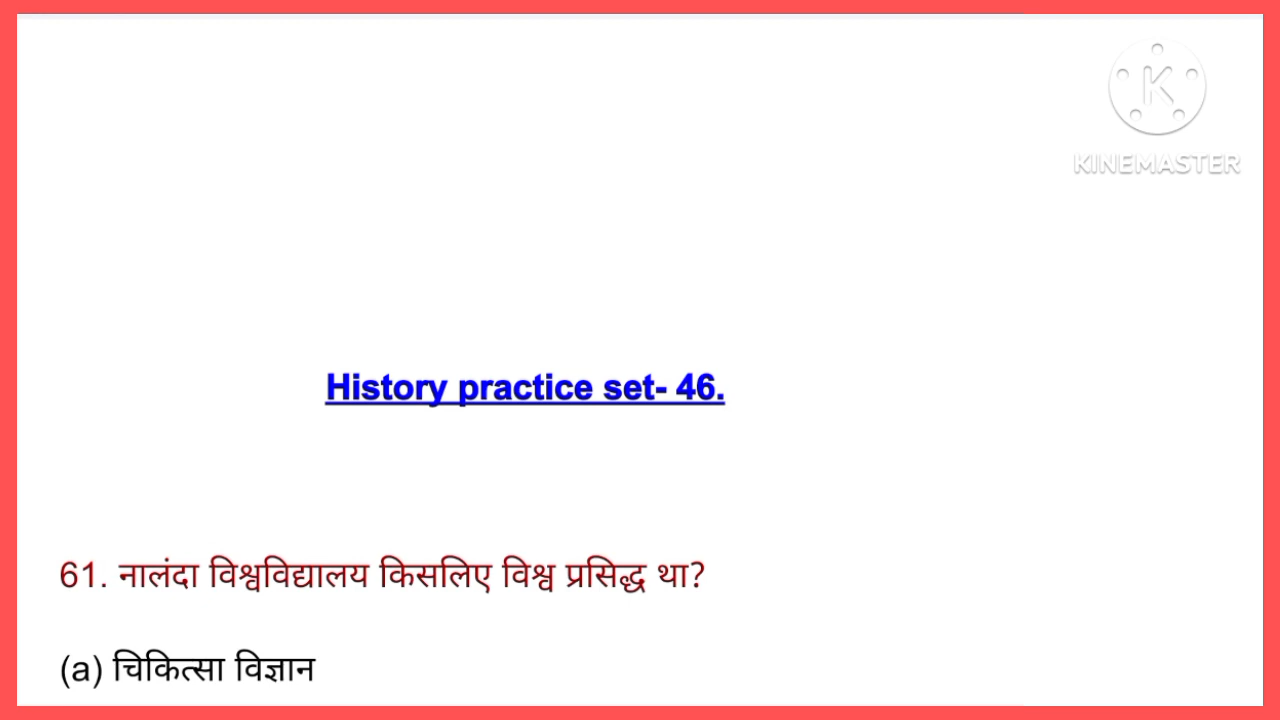 KINEMASTER
History practice set- 46.
61. नालंदा विश्वविद्यालय किसलिए विश्व प्रसिद्ध था?
(a) चिकित्सा विज्ञान